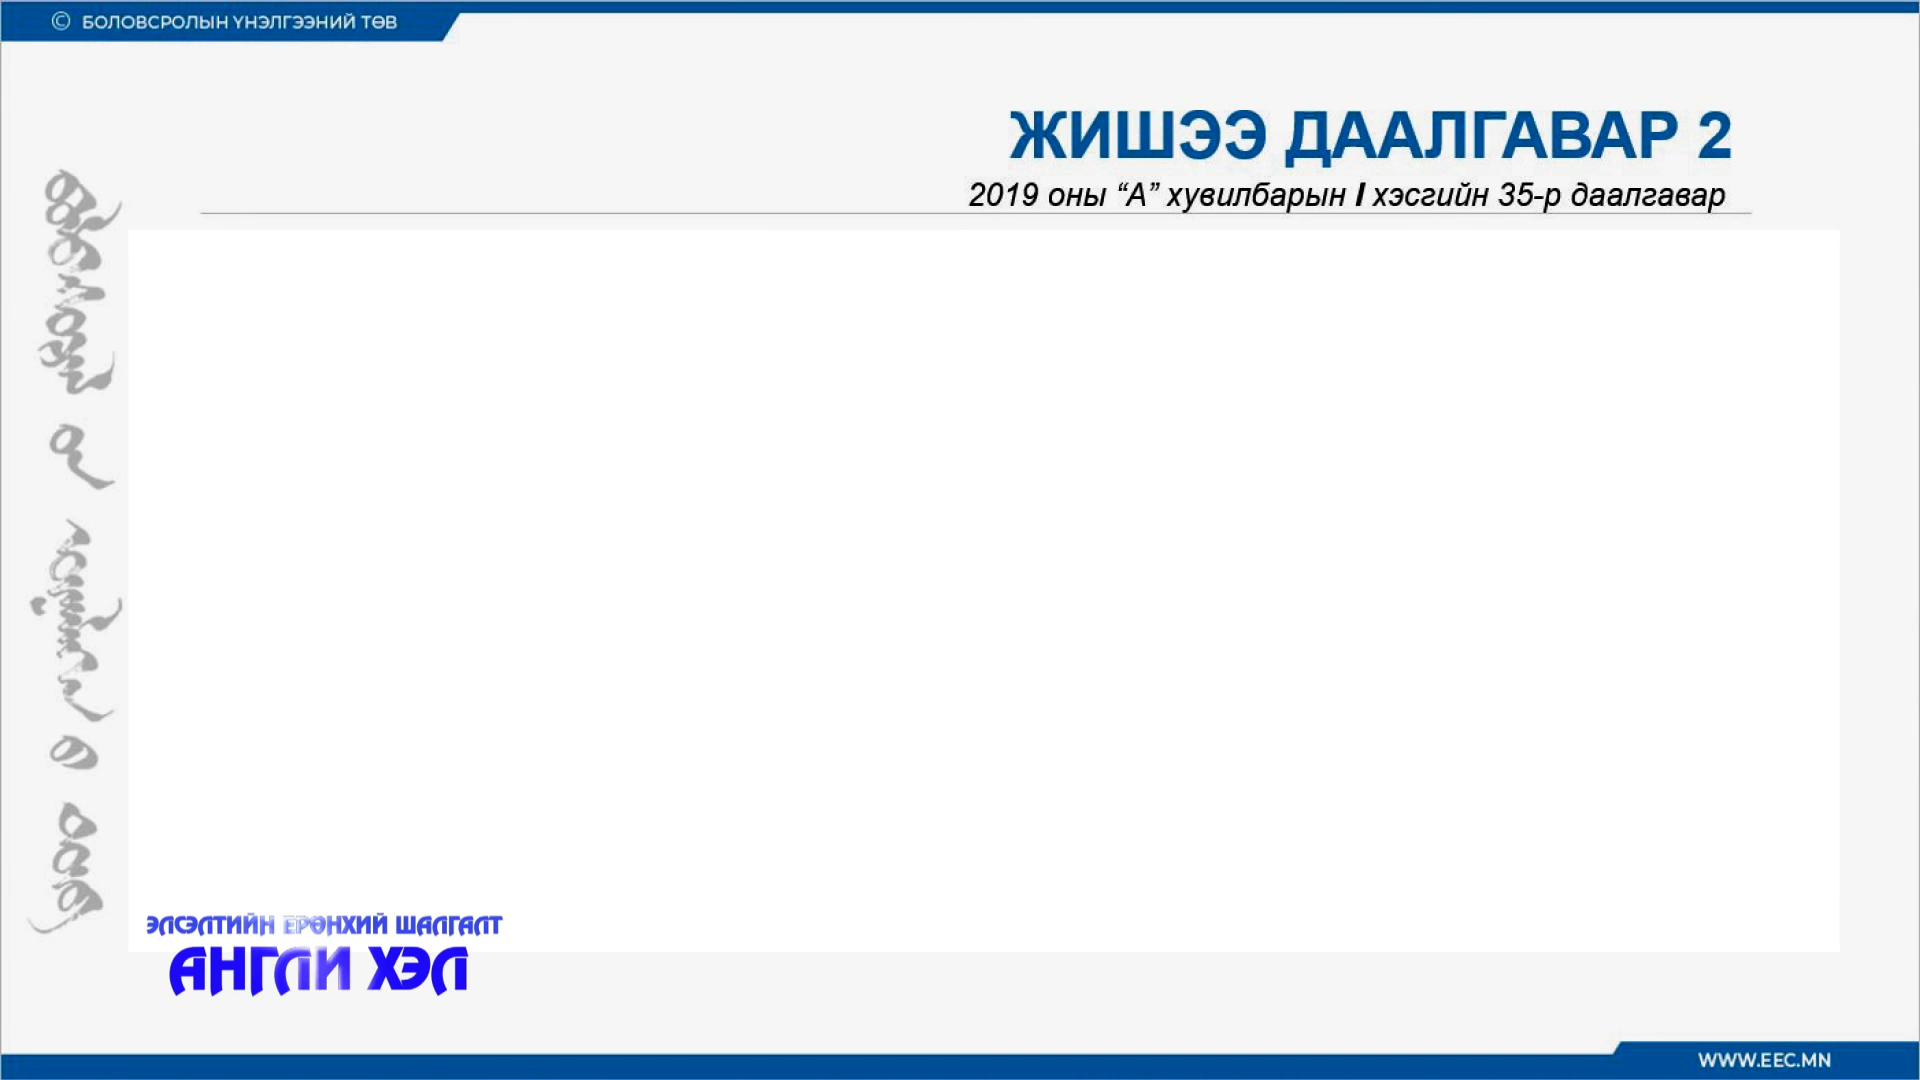 © БОЛОВСРОЛЫН ҮНЭЛГЭЭНИЙ ТӨВ
ЖИШЭЭ ДААЛГАВАР 2
2019 оны “А” хувилбарын I хэсгийн 35-р даалгавар
ЭЛСЭЛТИЙН ЕРӨНХИЙ ШАЛГАЛТ
АНГЛИ ХЭЛ
WWW.EEC.MN